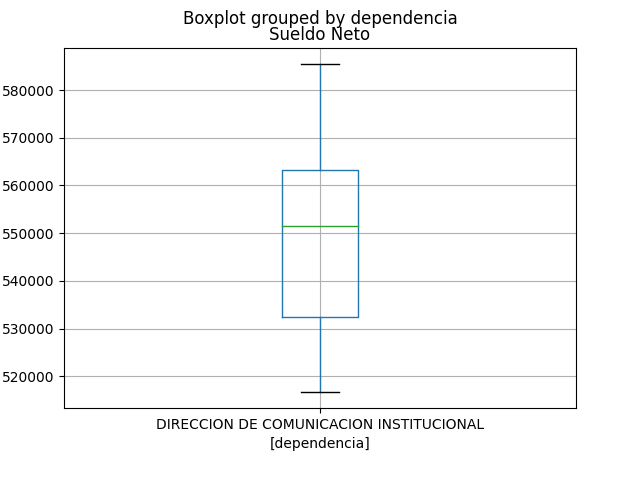 Boxplot grouped by dependencia
Sueldo Neto
580000
570000
560000
550000
540000
530000
520000
DIRECCION DE COMUNICACION INSTITUCIONAL
[dependencia]